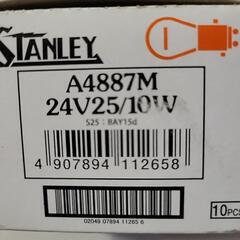 STANLEY
A4887M
24V25/10W
S25 : BAY15d
4 907894 112658
02049 07894 11265 6
10PCS